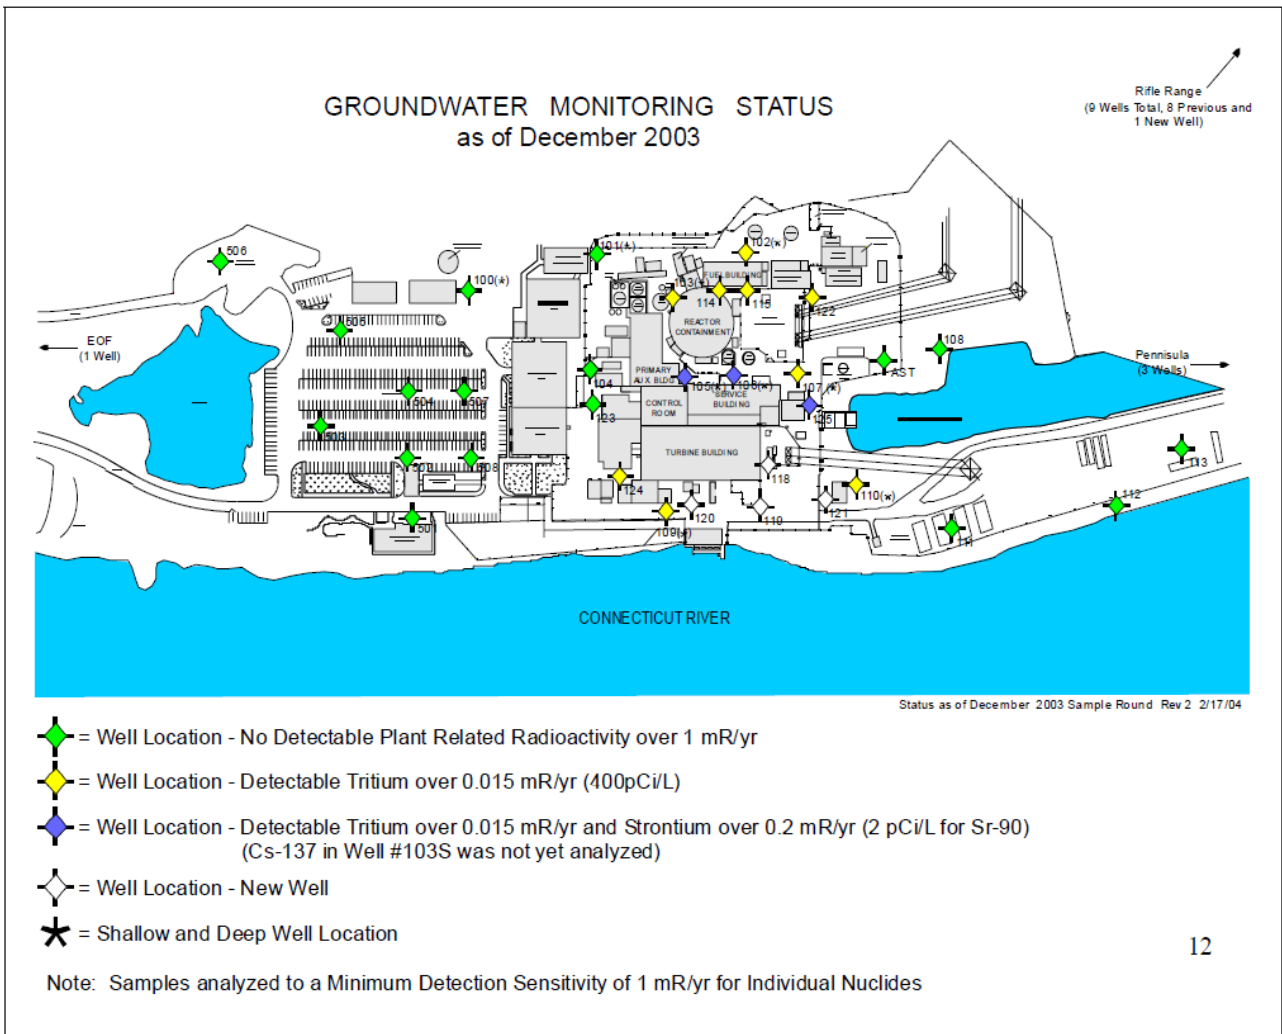 GROUNDWATER MONITORING STATUS
as of December 2003
Rifle Range
(9 Wells Total, 8 Previous and
1 New Well)
506
100(*)
101(*)
102(*)
FUEL BUILDING
103(*)
114
115
122
REACTOR
CONTAINMENT
505
EOF
(1 Well)
108
AST
Pennisula
(3 Wells)
104
PRIMARY
AUX. BLDG
105(*)
106(*)
107 (*)
504
507
123
CONTROL
ROOM
SERVICE
BUILDING
125
503
502
508
TURBINE BUILDING
118
113
124
110(*)
121
120
119
112
501
109(*)
111
CONNECTICUT RIVER
Status as of December 2003 Sample Round Rev 2 2/17/04
= Well Location - No Detectable Plant Related Radioactivity over 1 mR/yr
= Well Location - Detectable Tritium over 0.015 mR/yr (400pCi/L)
= Well Location - Detectable Tritium over 0.015 mR/yr and Strontium over 0.2 mR/yr (2 pCi/L for Sr-90)
(Cs-137 in Well #103S was not yet analyzed)
= Well Location - New Well
= Shallow and Deep Well Location
12
Note: Samples analyzed to a Minimum Detection Sensitivity of 1 mR/yr for Individual Nuclides